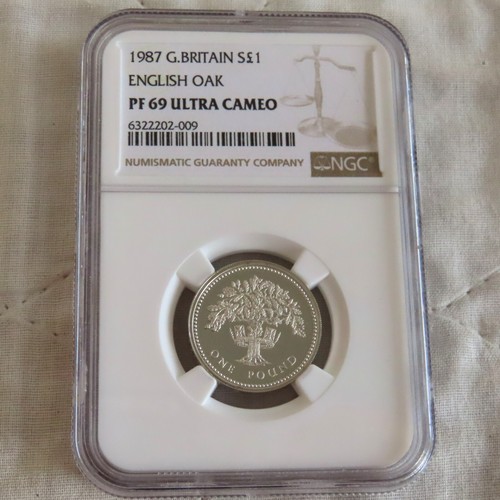 1987 G.BRITAIN S£1
ENGLISH OAK
PF 69 ULTRA CAMEO
6322202-009
NUMISMATIC GUARANTY COMPANY
NGC
ONE POUND